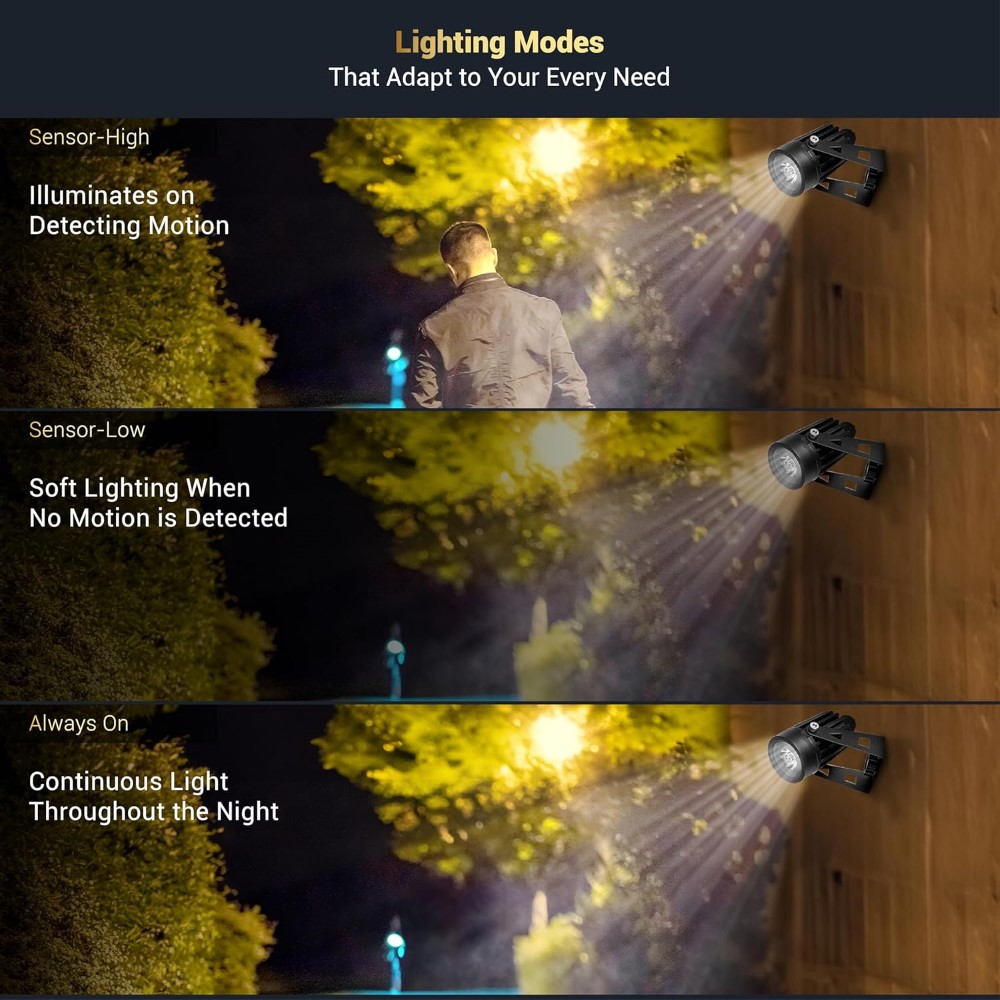 Lighting Modes
That Adapt to Your Every Need
Sensor-High
Illuminates on
Detecting Motion
Sensor-Low
Soft Lighting When
No Motion is Detected
Always On
Continuous Light
Throughout the Night